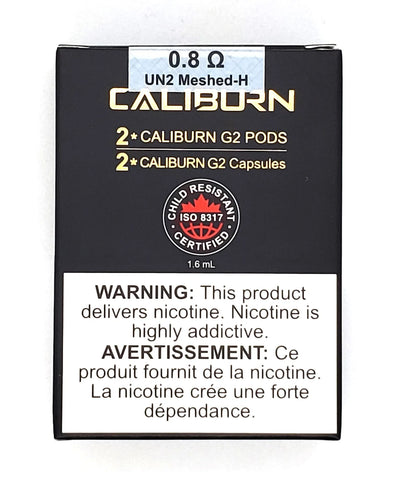 0.8 Ω
UN2 Meshed-H
CALIBURN
2* CALIBURN G2 PODS
2* CALIBURN G2 Capsules
CHILD RESISTANT
ISO 8317
CERTIFIED
1.6 mL
WARNING: This product
delivers nicotine. Nicotine is
highly addictive.
AVERTISSEMENT: Ce
produit fournit de la nicotine.
La nicotine crée une forte
dépendance.